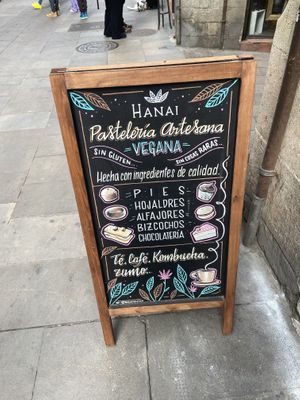 HANAI
Pastelería Artesana
VEGANA
SIN GLUTEN... SIN COSAS RARAS...
Hecha con ingredientes de calidad.
PIES
HOJALDRES
ALFAJORES
BIZCOCHOS
CHOCOLATERÍA
Té, Café, Kombucha,
zumo...